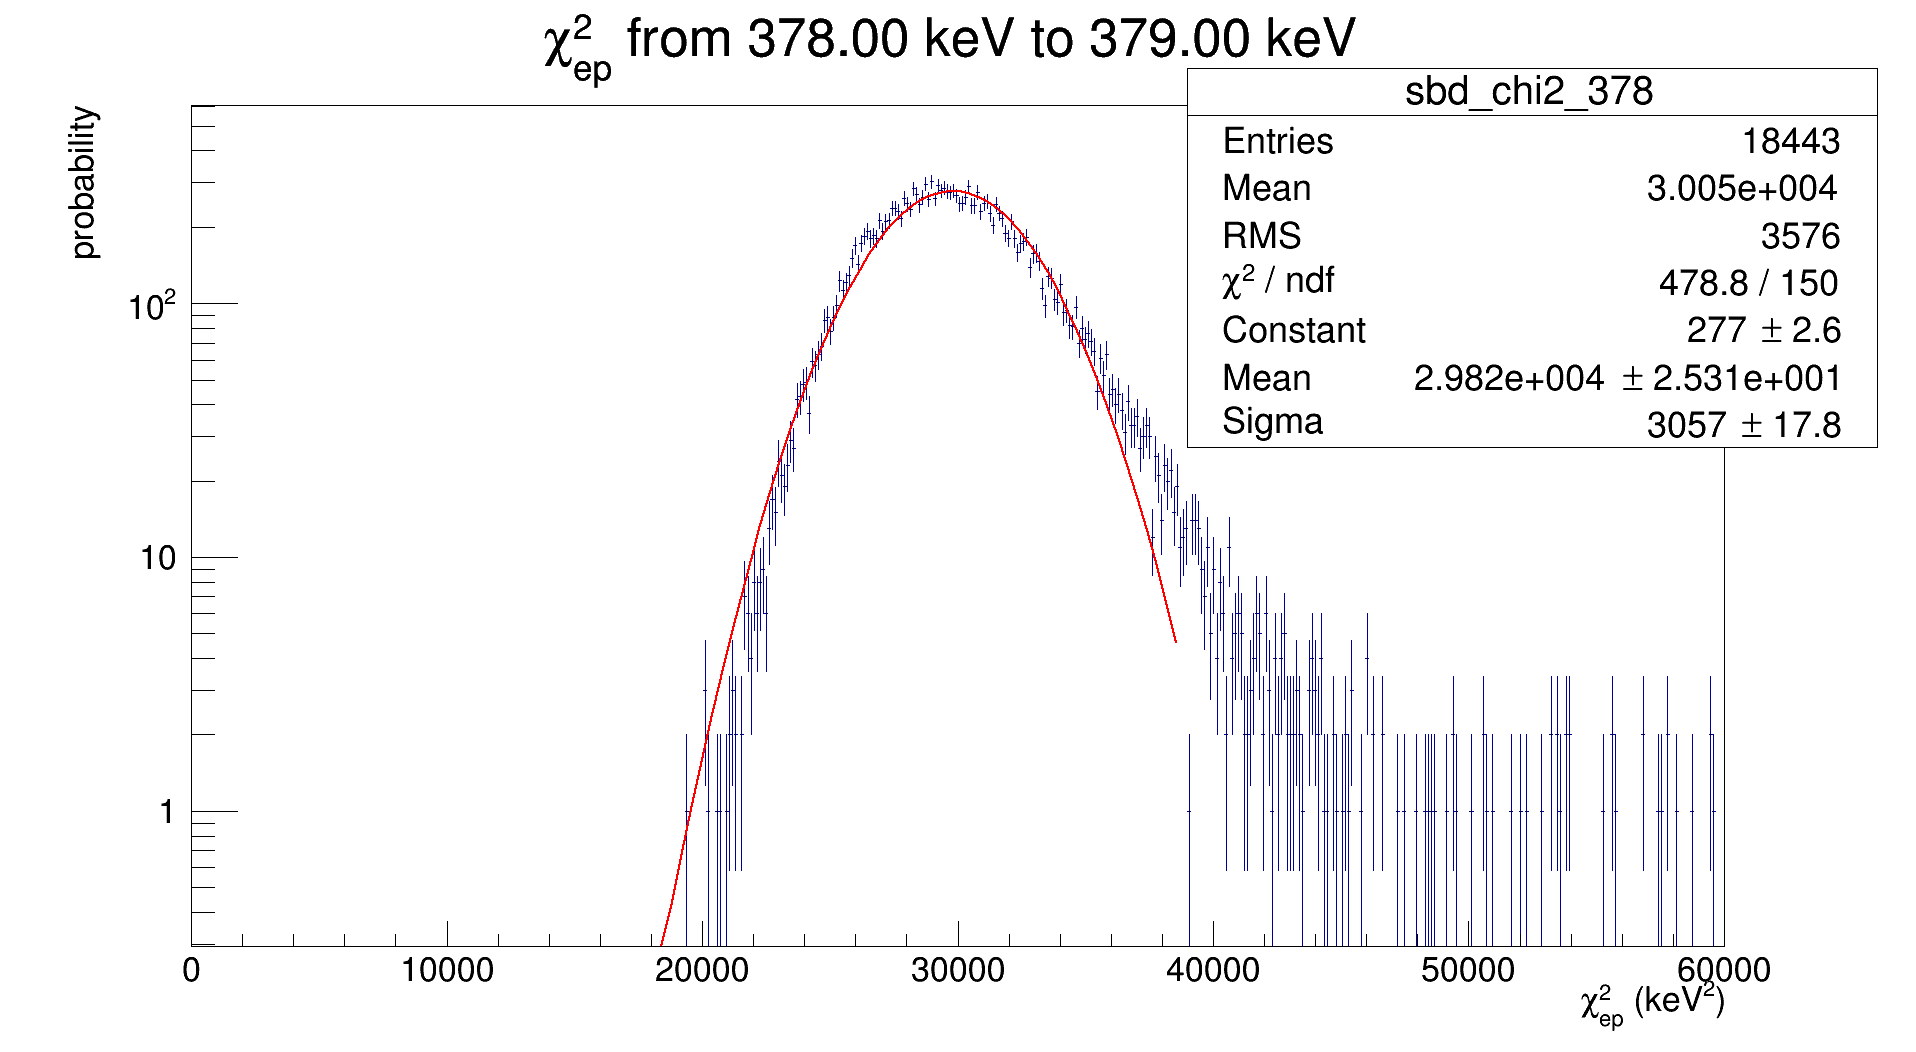 χ²ep from 378.00 keV to 379.00 keV
sbd_chi2_378
Entries 18443
Mean 3.005e+004
RMS 3576
χ² / ndf 478.8 / 150
Constant 277 ± 2.6
Mean 2.982e+004 ± 2.531e+001
Sigma 3057 ± 17.8
probability
10²
10
1
0 10000 20000 30000 40000 50000 60000
χ²ep (keV²)